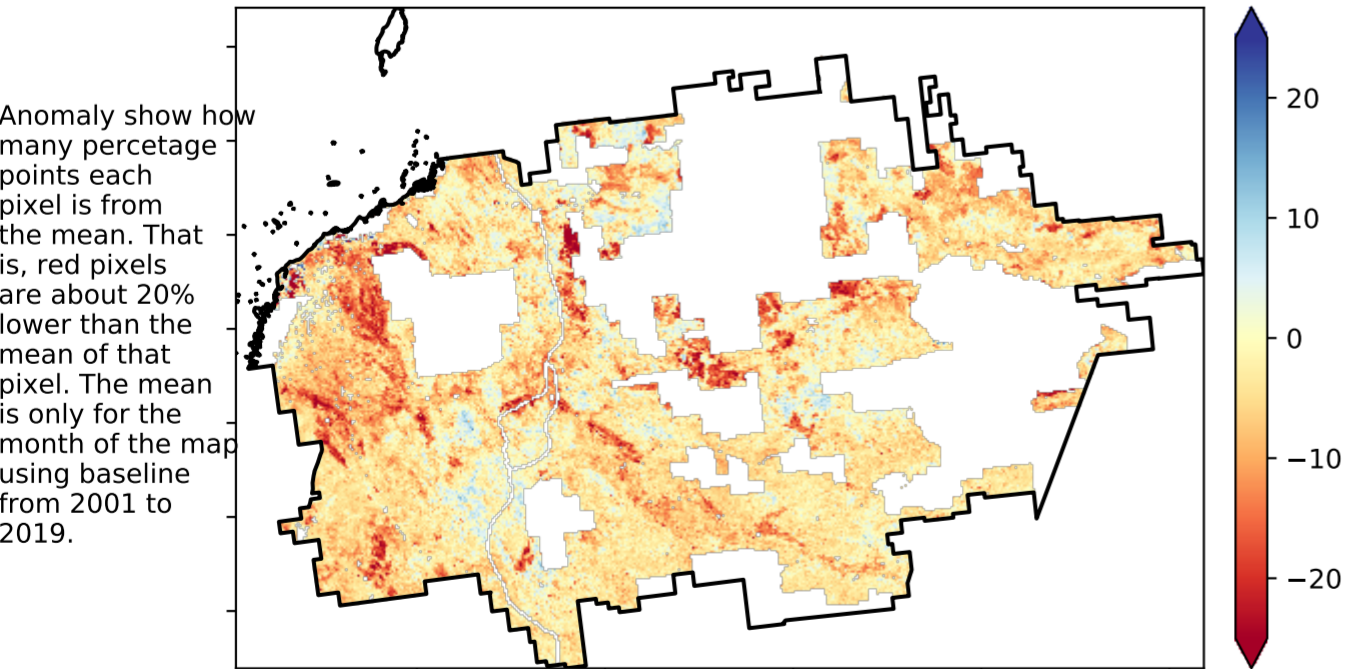 Anomaly show how
many percetage
points each
pixel is from
the mean. That
is, red pixels
are about 20%
lower than the
mean of that
pixel. The mean
is only for the
month of the map
using baseline
from 2001 to
2019.
20
10
0
−10
−20